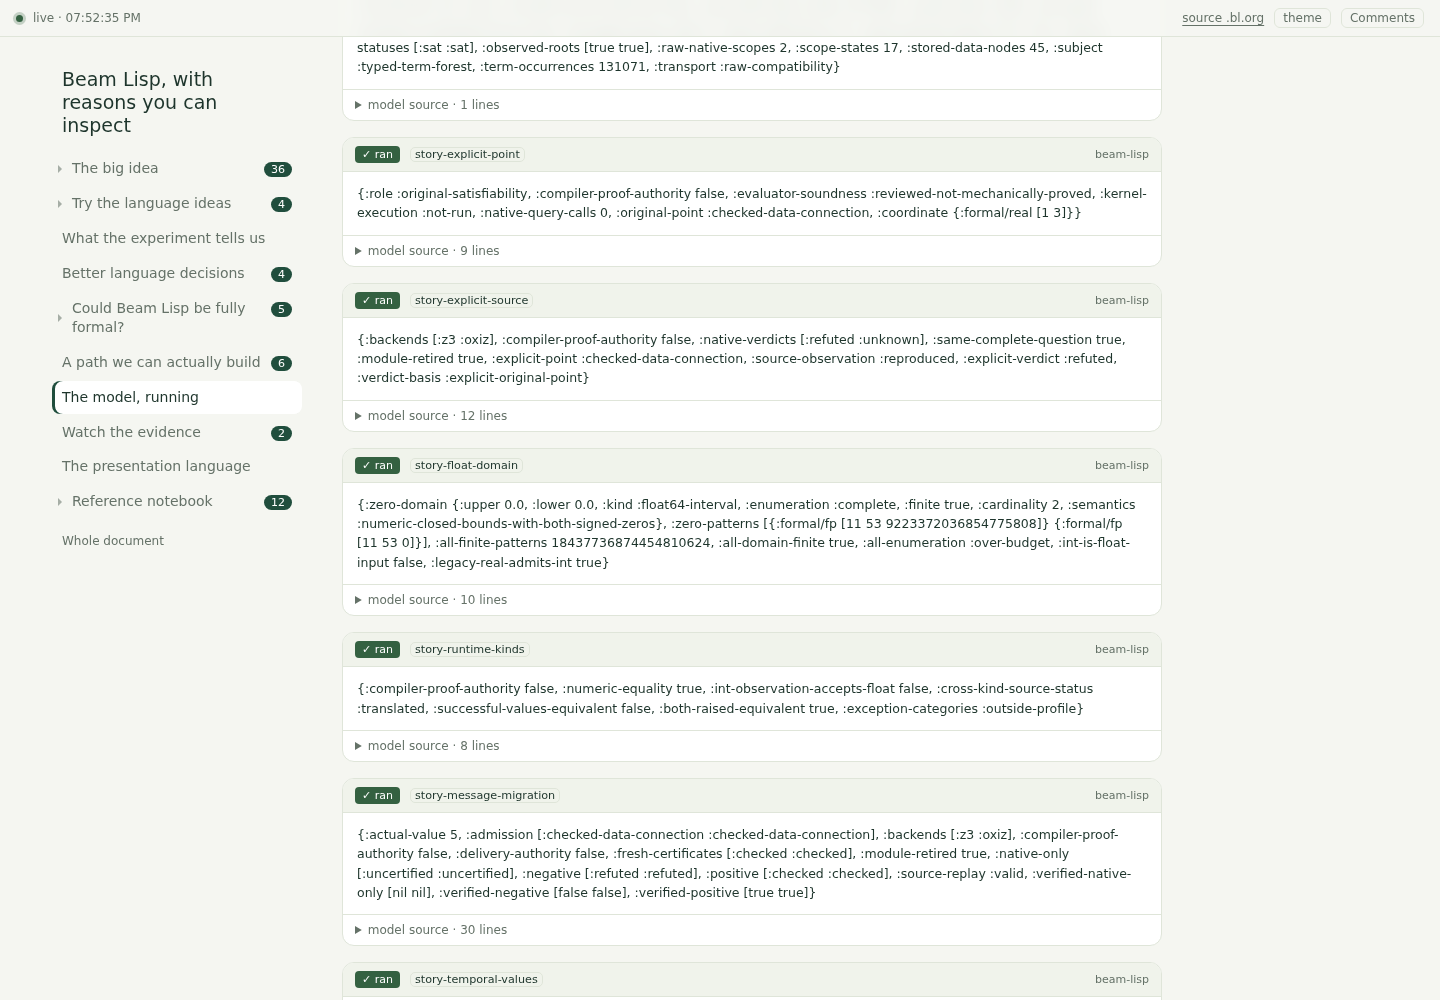 live · 07:52:35 PM
source .bl.org
theme
Comments
Beam Lisp, with
reasons you can
inspect
The big idea
36
Try the language ideas
4
What the experiment tells us
Better language decisions
4
Could Beam Lisp be fully
formal?
5
A path we can actually build
6
The model, running
Watch the evidence
2
The presentation language
Reference notebook
12
Whole document
statuses [:sat :sat], :observed-roots [true true], :raw-native-scopes 2, :scope-states 17, :stored-data-nodes 45, :subject
:typed-term-forest, :term-occurrences 131071, :transport :raw-compatibility}
model source · 1 lines
✓ ran
story-explicit-point
beam-lisp
{:role :original-satisfiability, :compiler-proof-authority false, :evaluator-soundness :reviewed-not-mechanically-proved, :kernel-
execution :not-run, :native-query-calls 0, :original-point :checked-data-connection, :coordinate {:formal/real [1 3]}}
model source · 9 lines
✓ ran
story-explicit-source
beam-lisp
{:backends [:z3 :oxiz], :compiler-proof-authority false, :native-verdicts [:refuted :unknown], :same-complete-question true,
:module-retired true, :explicit-point :checked-data-connection, :source-observation :reproduced, :explicit-verdict :refuted,
:verdict-basis :explicit-original-point}
model source · 12 lines
✓ ran
story-float-domain
beam-lisp
{:zero-domain {:upper 0.0, :lower 0.0, :kind :float64-interval, :enumeration :complete, :finite true, :cardinality 2, :semantics
:numeric-closed-bounds-with-both-signed-zeros}, :zero-patterns [{:formal/fp [11 53 9223372036854775808]} {:formal/fp
[11 53 0]}], :all-finite-patterns 18437736874454810624, :all-domain-finite true, :all-enumeration :over-budget, :int-is-float-
input false, :legacy-real-admits-int true}
model source · 10 lines
✓ ran
story-runtime-kinds
beam-lisp
{:compiler-proof-authority false, :numeric-equality true, :int-observation-accepts-float false, :cross-kind-source-status
:translated, :successful-values-equivalent false, :both-raised-equivalent true, :exception-categories :outside-profile}
model source · 8 lines
✓ ran
story-message-migration
beam-lisp
{:actual-value 5, :admission [:checked-data-connection :checked-data-connection], :backends [:z3 :oxiz], :compiler-proof-
authority false, :delivery-authority false, :fresh-certificates [:checked :checked], :module-retired true, :native-only
[:uncertified :uncertified], :negative [:refuted :refuted], :positive [:checked :checked], :source-replay :valid, :verified-native-
only [nil nil], :verified-negative [false false], :verified-positive [true true]}
model source · 30 lines
✓ ran
story-temporal-values
beam-lisp